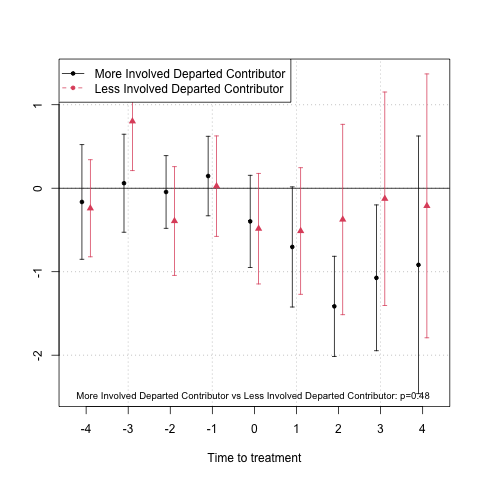 More Involved Departed Contributor
Less Involved Departed Contributor
1
0
-1
-2
More Involved Departed Contributor vs Less Involved Departed Contributor: p=0.48
-4 -3 -2 -1 0 1 2 3 4
Time to treatment